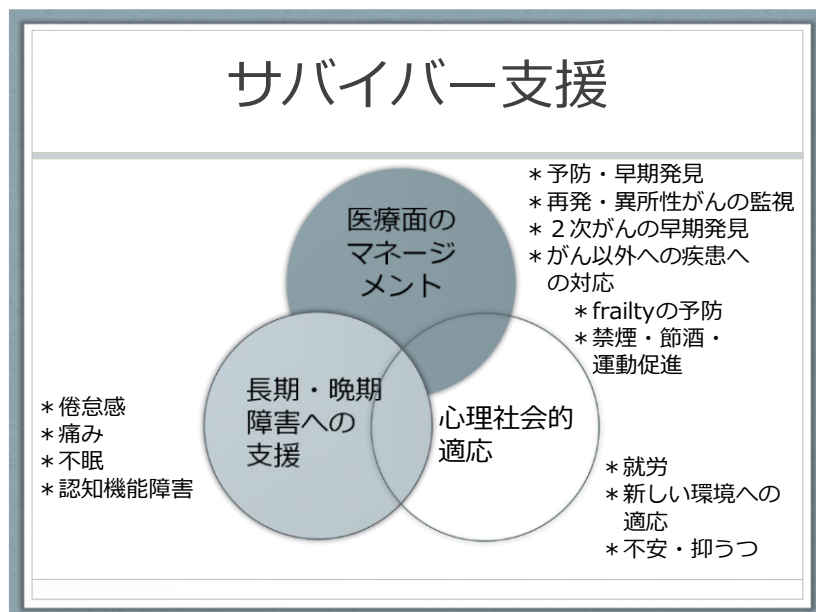 サバイバー支援
医療面の
マネージ
メント
＊予防・早期発見
＊再発・異所性がんの監視
＊２次がんの早期発見
＊がん以外への疾患へ
の対応
＊frailtyの予防
＊禁煙・節酒・
運動促進
長期・晩期
障害への
支援
＊倦怠感
＊痛み
＊不眠
＊認知機能障害
心理社会的
適応
＊就労
＊新しい環境への
適応
＊不安・抑うつ